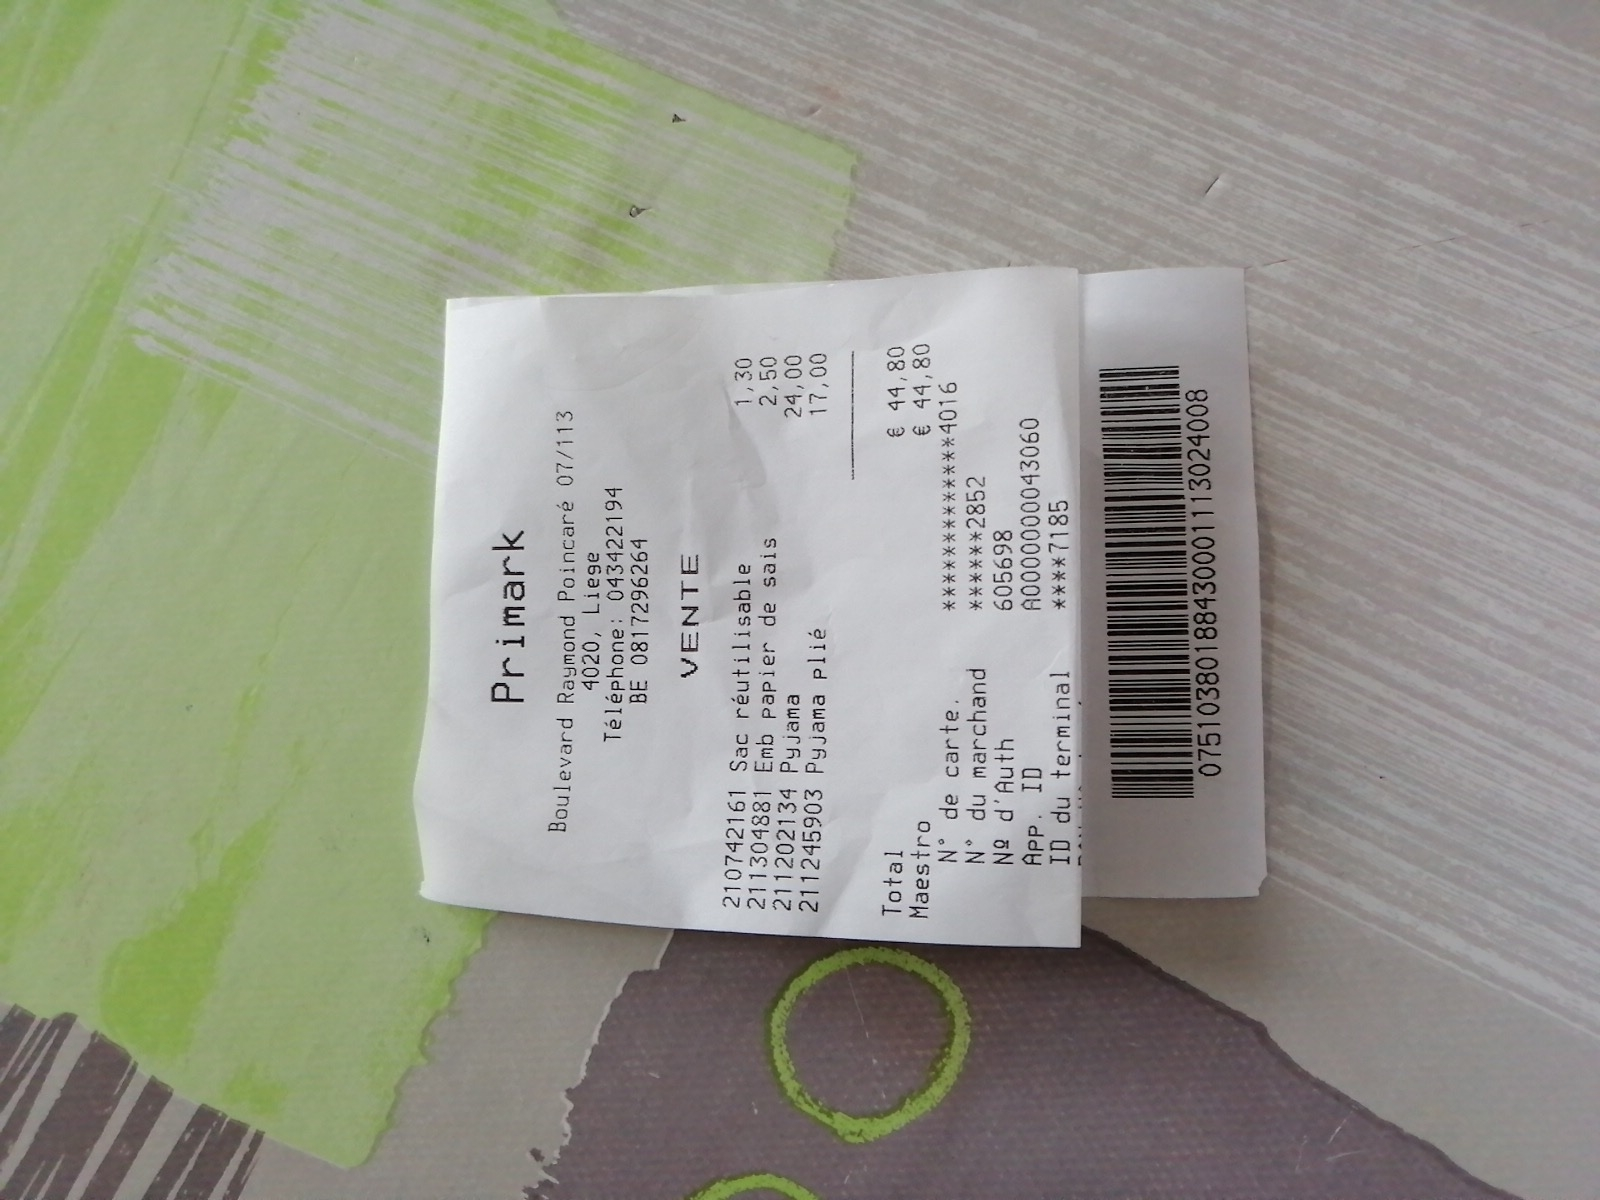 Primark
Boulevard Raymond Poincaré 07/113
4020, Liege
Téléphone: 043422194
BE 0817296264
VENTE
210742161 Sac réutilisable 1,30
211304881 Emb papier de sais 2,50
211202134 Pyjama 24,00
211245903 Pyjama plié 17,00
Total € 44,80
Maestro € 44,80
N° de carte. ***************4016
N° du marchand ******2852
Nº d'Auth 605698
App. ID A0000000043060
ID du terminal ****7185
07510380188430001113024008